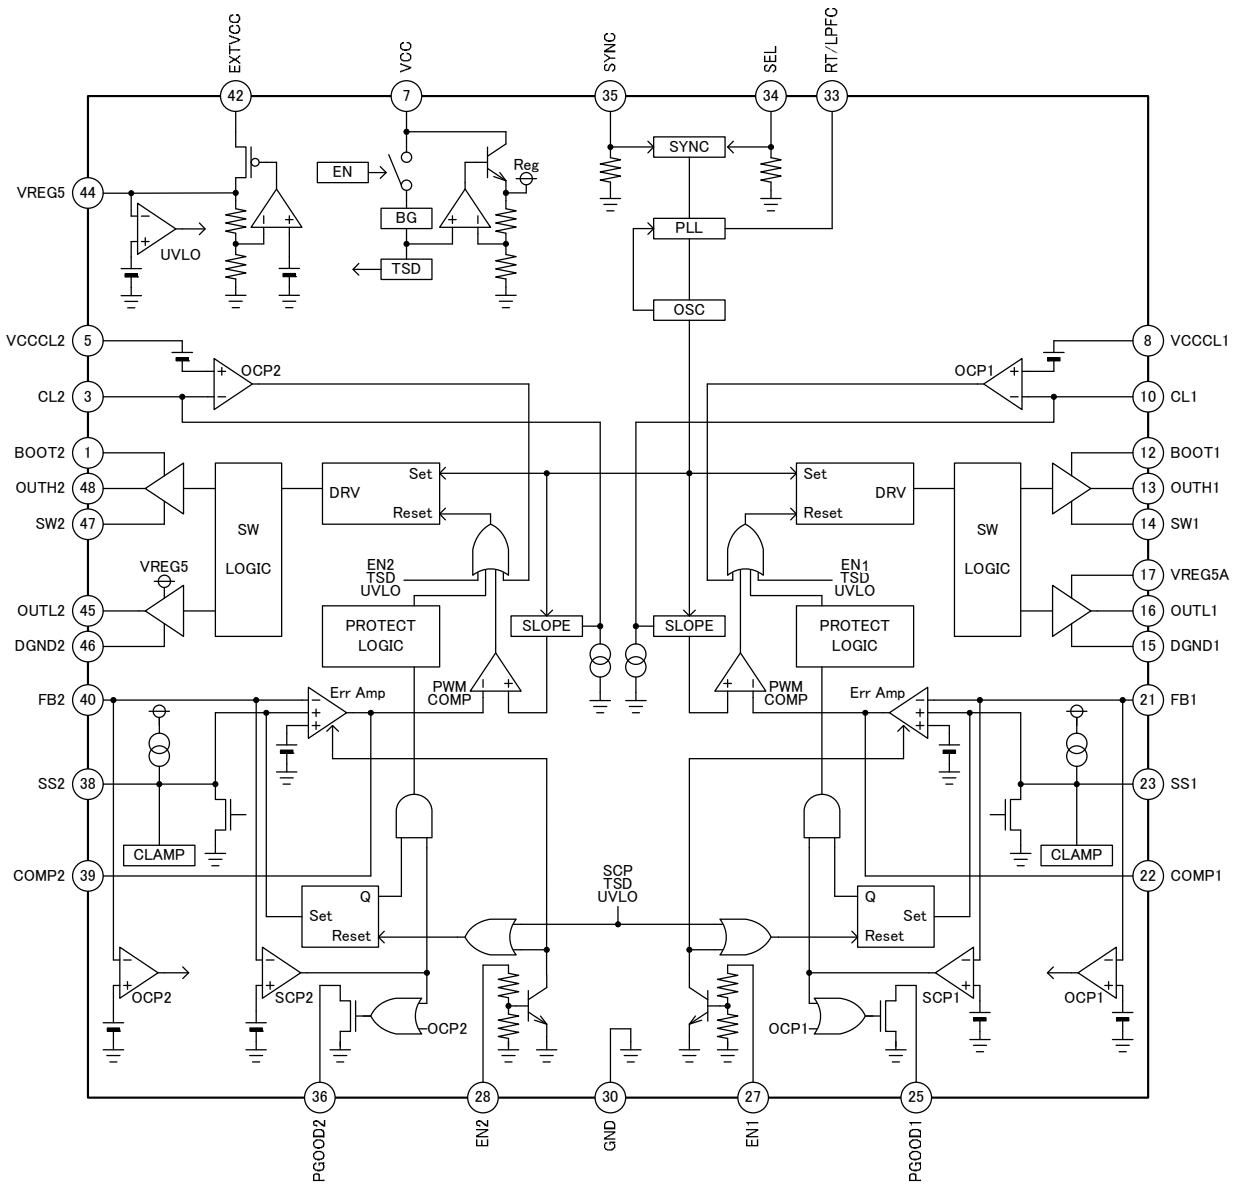 EXTVCC
VCC
SYNC
SEL
RT/LPFC
42
7
35
34
33
SYNC
EN
Reg
VREG5
44
BG
PLL
UVLO
TSD
OSC
VCCCL2
5
OCP2
OCP1
8
VCCCL1
CL2
3
10
CL1
BOOT2
1
12
BOOT1
OUTH2
48
SW
LOGIC
DRV
Set
Reset
Set
Reset
DRV
SW
LOGIC
13
OUTH1
SW2
47
14
SW1
VREG5
EN2
TSD
UVLO
EN1
TSD
UVLO
17
VREG5A
OUTL2
45
16
OUTL1
DGND2
46
PROTECT
LOGIC
SLOPE
SLOPE
PROTECT
LOGIC
15
DGND1
FB2
40
Err Amp
PWM
COMP
PWM
COMP
Err Amp
21
FB1
SS2
38
23
SS1
CLAMP
CLAMP
COMP2
39
22
COMP1
SCP
TSD
UVLO
Q
Set
Reset
Q
Set
Reset
OCP2
SCP2
OCP2
OCP1
SCP1
OCP1
36
28
30
27
25
PGOOD2
EN2
GND
EN1
PGOOD1